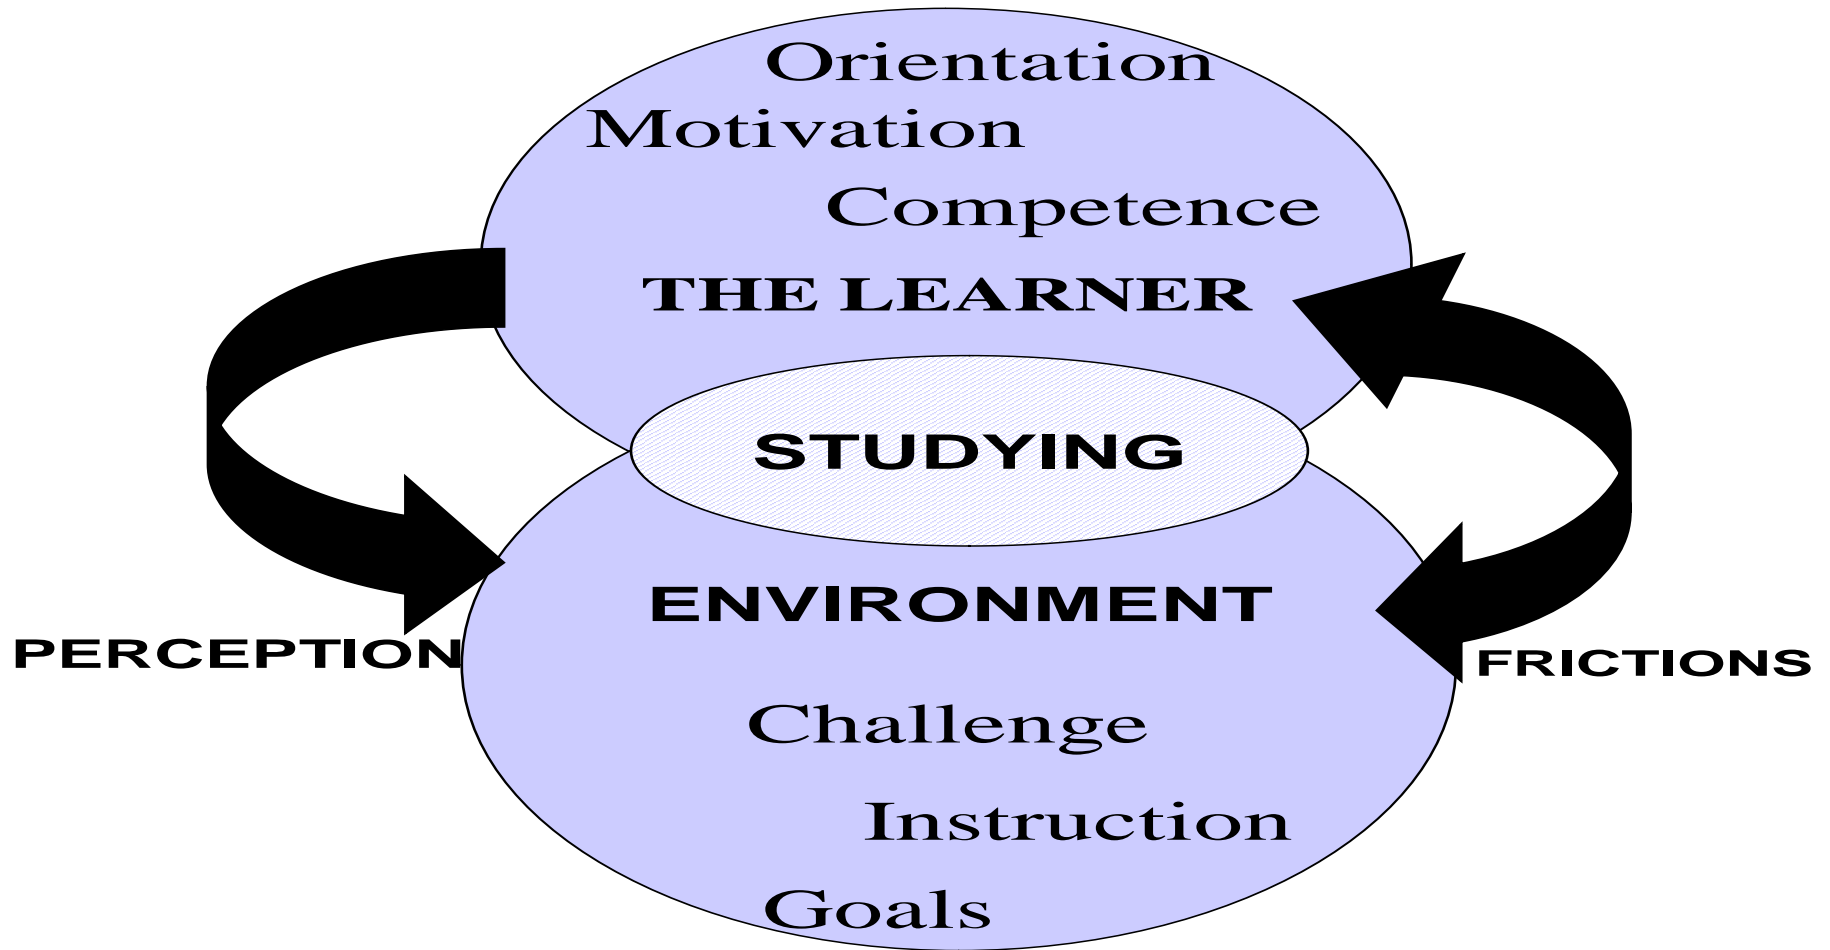 Orientation
Motivation
Competence
THE LEARNER
STUDYING
ENVIRONMENT
PERCEPTION
FRICTIONS
Challenge
Instruction
Goals